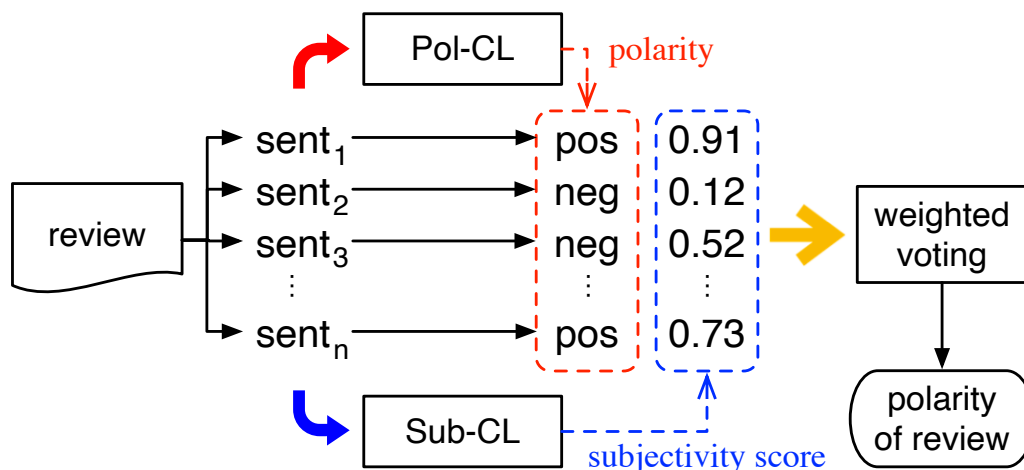 Pol-CL
polarity
sent1 pos 0.91
sent2 neg 0.12
review
sent3 neg 0.52
weighted
voting
⋮ ⋮ ⋮
sentn pos 0.73
Sub-CL
subjectivity score
polarity
of review